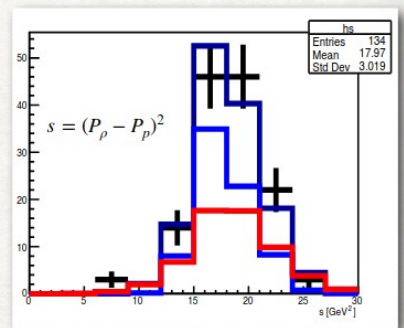 hs
Entries 134
Mean 17.97
Std Dev 3.019
50
40
s = (P_ρ − P_p)^2
30
20
10
0
0 5 10 15 20 25 30
s [GeV^2]